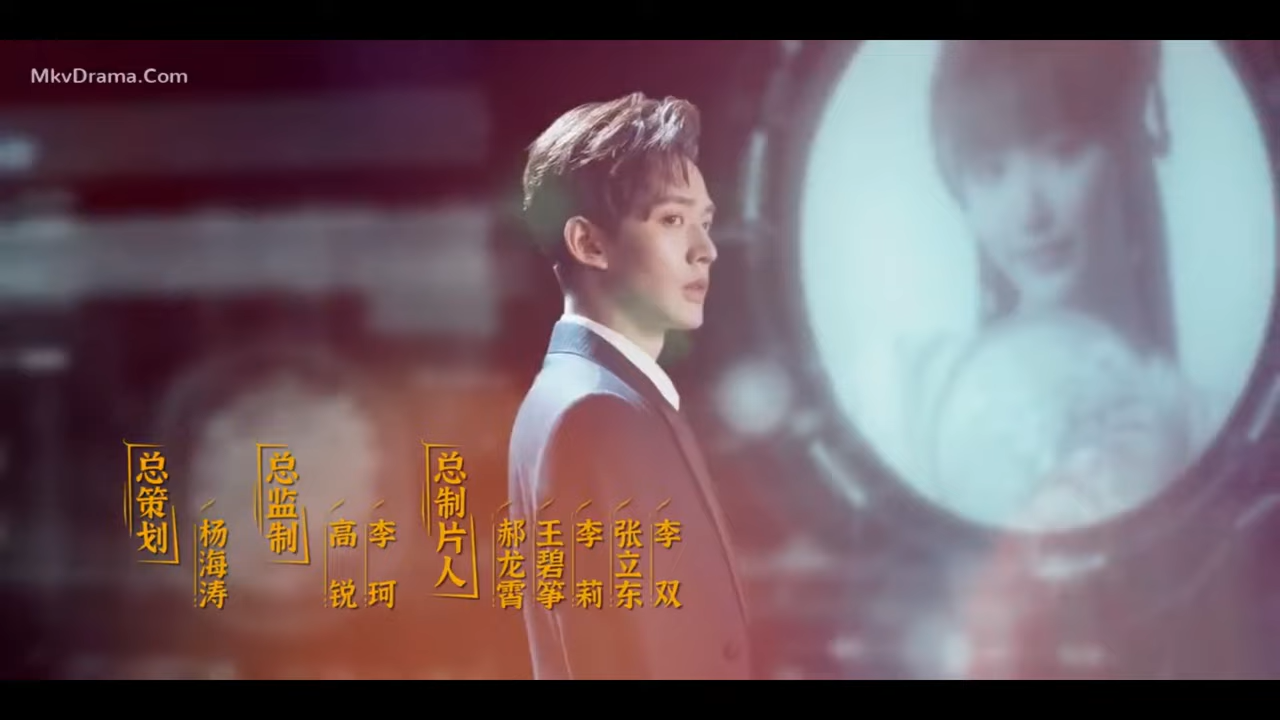 MkvDrama.Com
总策划
杨海涛
总监制
高锐
李珂
总制片人
郝龙霄
王碧筝
李莉
张立东
李双